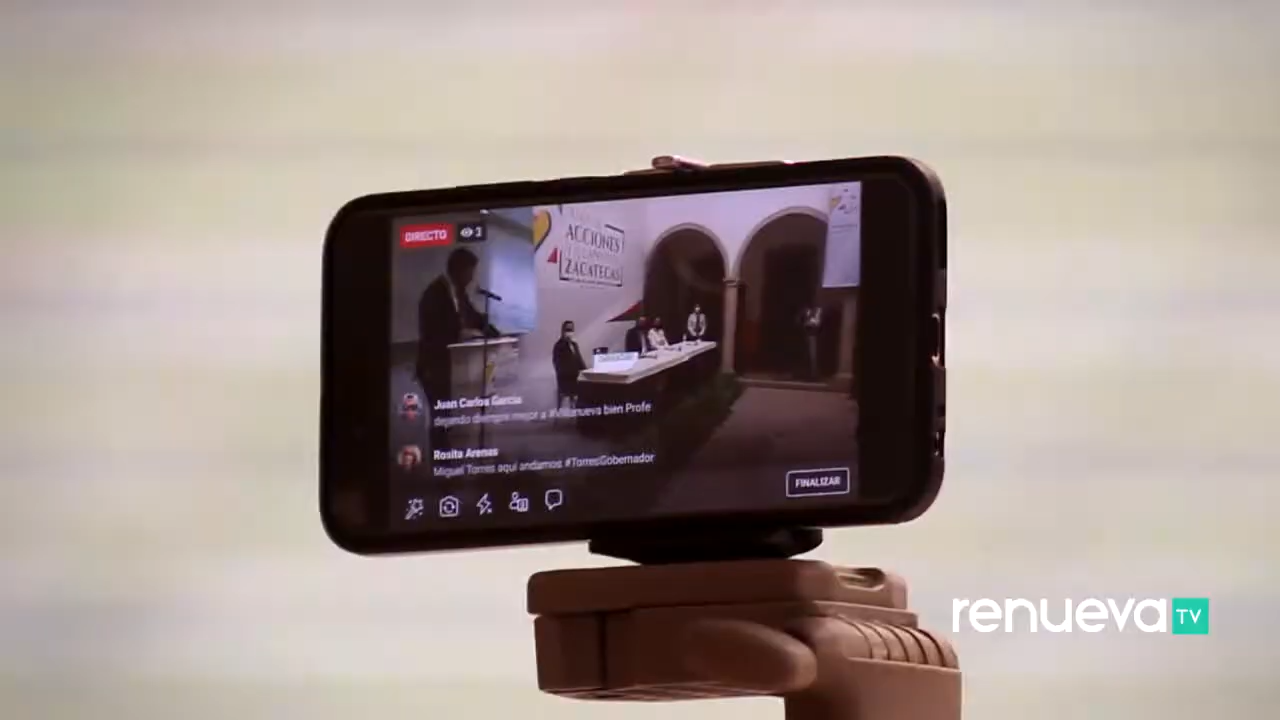 DIRECTO 3
ACCIONES
ZACATECAS
Juan Carlos Garcia
dejando siempre mejor a #Villanueva bien Profe
Rosita Arenas
Miguel Torres aqui andamos #TorresGobernador
FINALIZAR
renueva TV